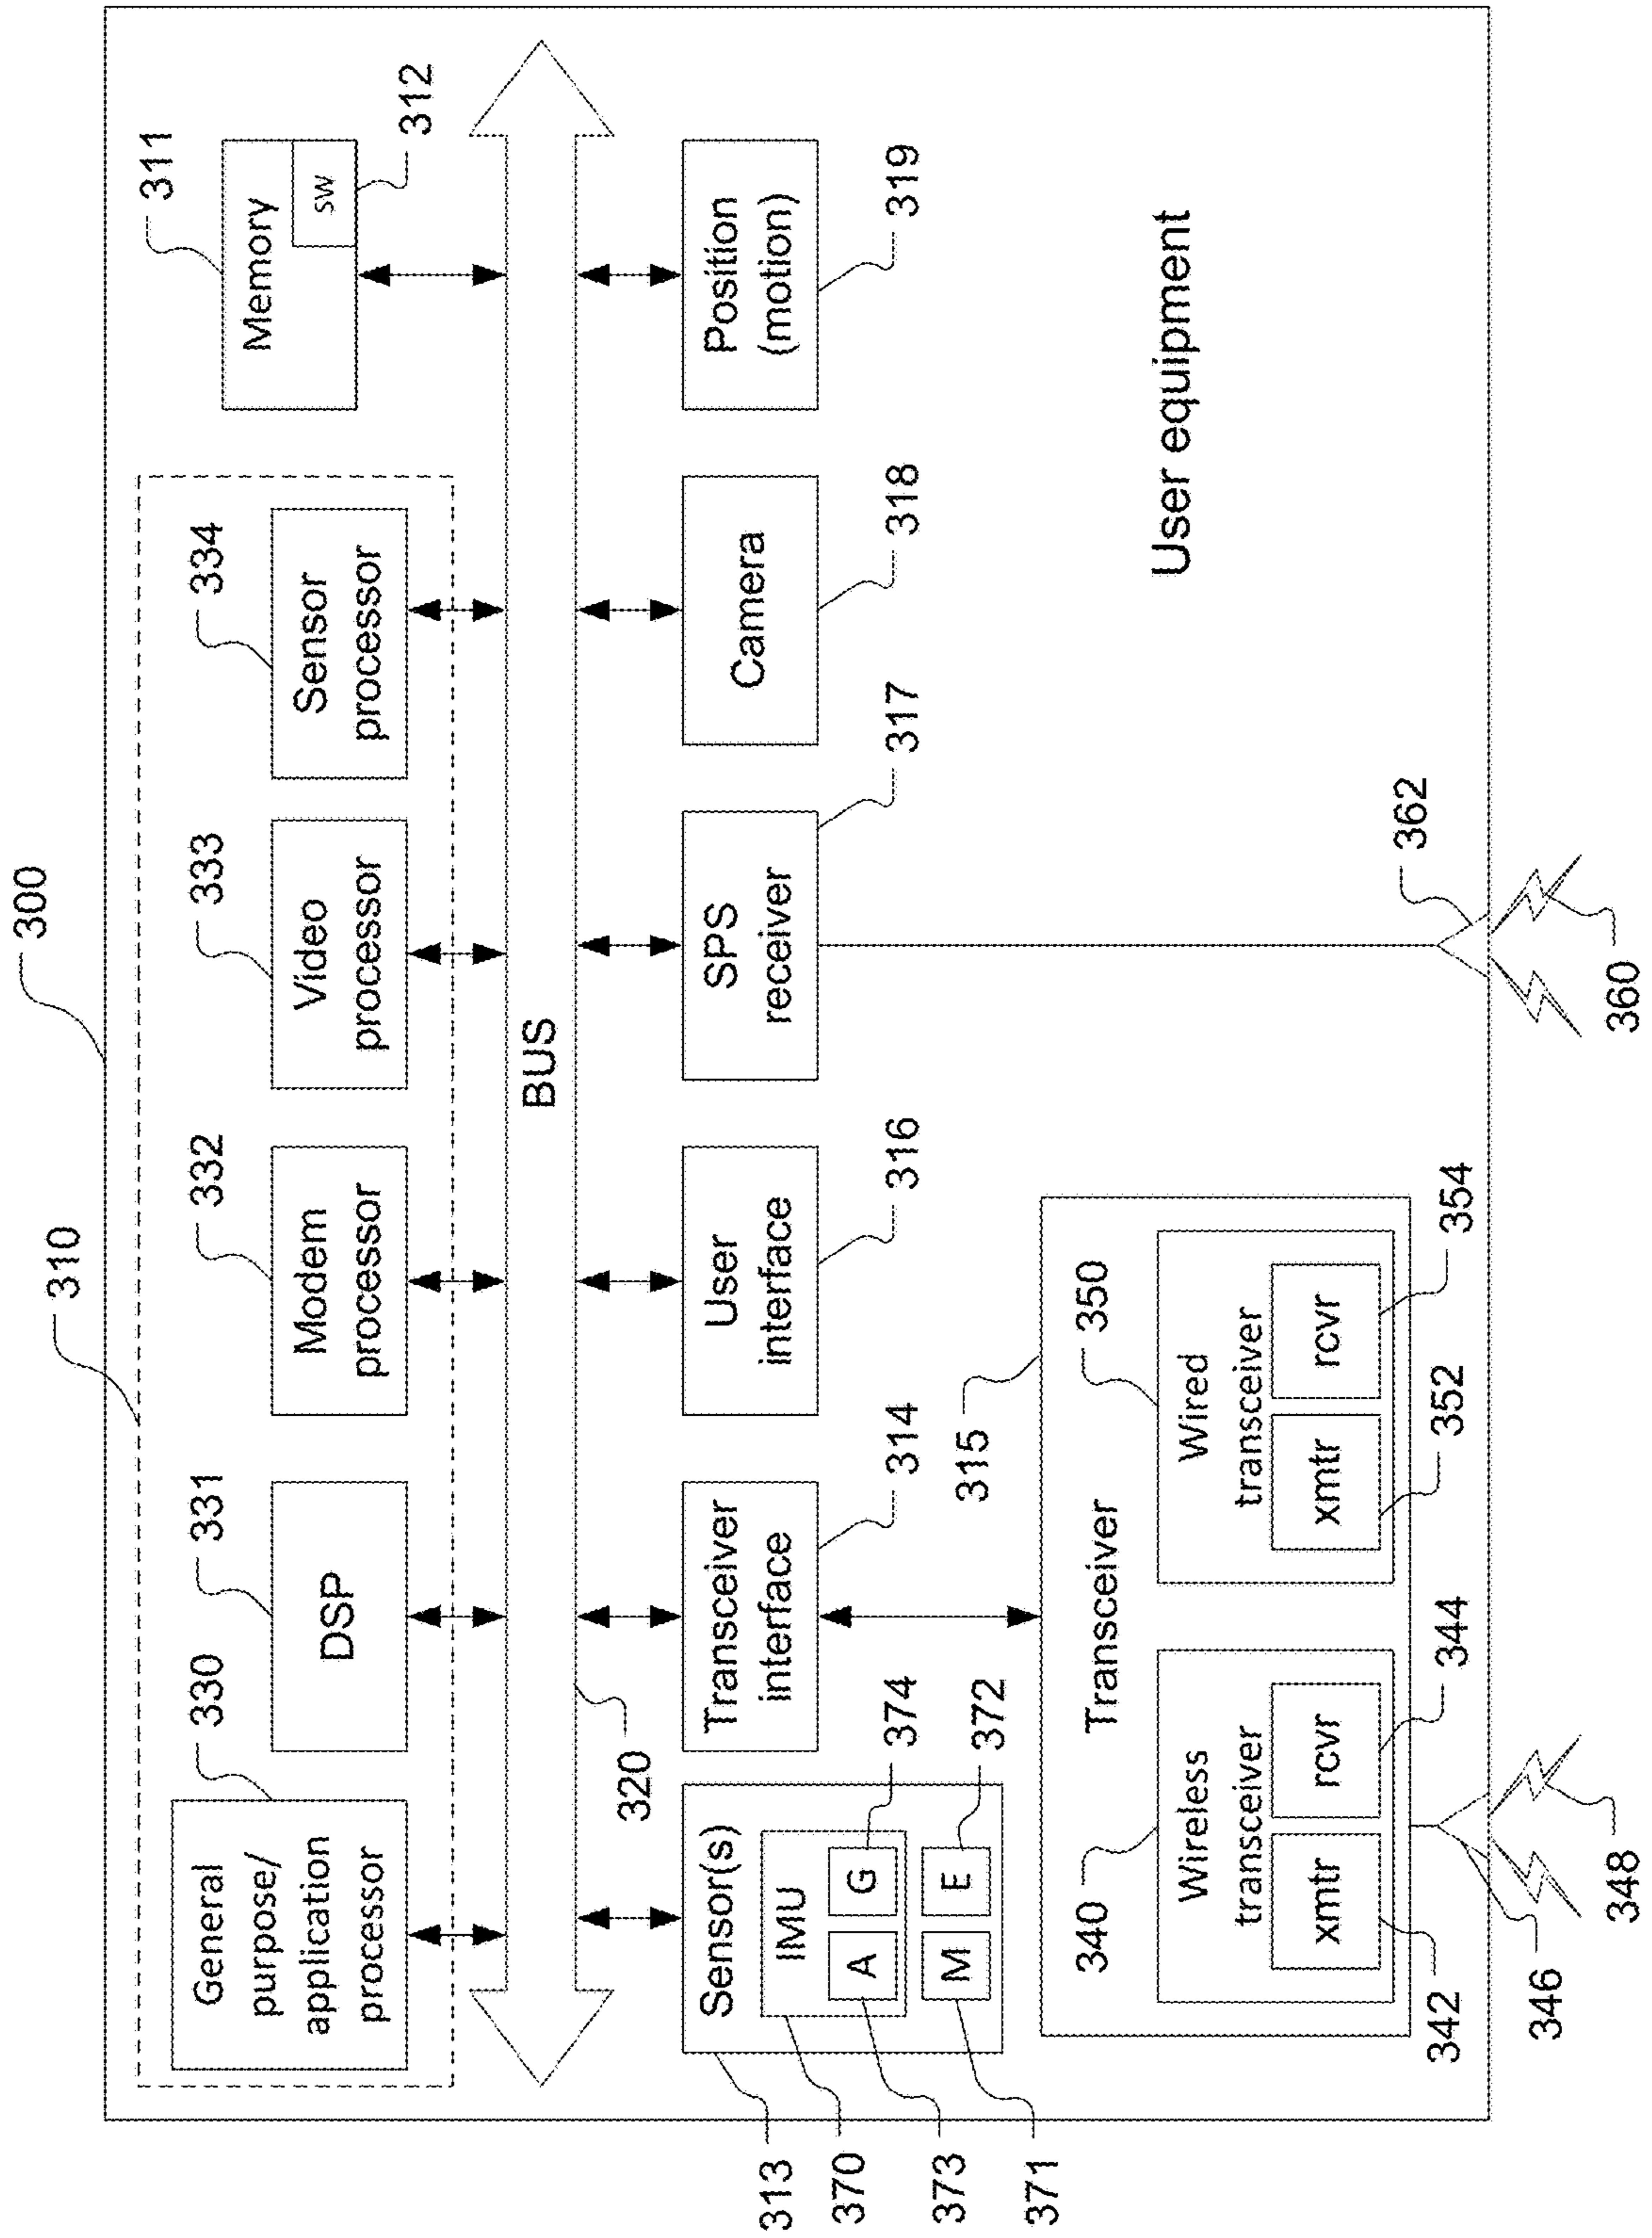 300
310
330
331
332
333
334
311
General
purpose/
application
processor
DSP
Modem
processor
Video
processor
Sensor
processor
Memory
sw
312
BUS
320
Sensor(s)
IMU
A
G
M
E
374
372
313
370
373
371
Transceiver
interface
314
User
interface
316
SPS
receiver
317
Camera
318
Position
(motion)
319
315
Transceiver
340
Wireless
transceiver
xmtr
rcvr
350
Wired
transceiver
xmtr
rcvr
342
344
352
354
346
348
362
360
User equipment